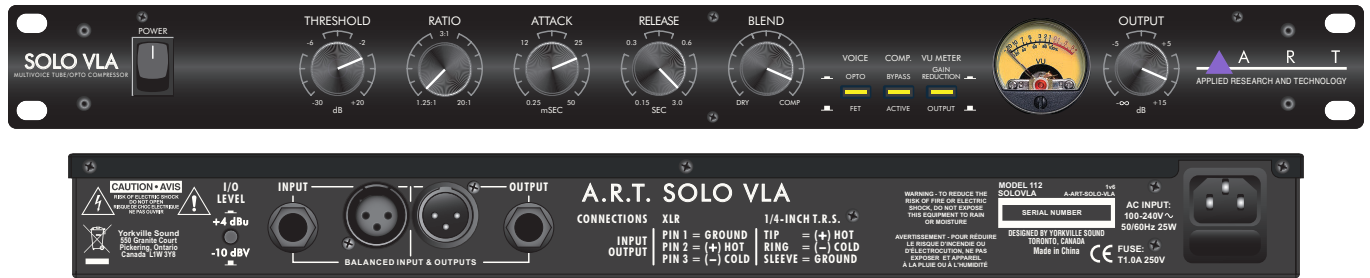 POWER
SOLO VLA
MULTIVOICE TUBE/OPTO COMPRESSOR
THRESHOLD
-6 -2
-30 +20
dB
RATIO
3:1
1.25:1 20:1
ATTACK
12 25
0.25 50
mSEC
RELEASE
0.3 0.6
0.15 3.0
SEC
BLEND
DRY COMP
VOICE COMP. VU METER
OPTO BYPASS GAIN REDUCTION
FET ACTIVE OUTPUT
VU
OUTPUT
-5 +5
-∞ +15
dB
A R T
APPLIED RESEARCH AND TECHNOLOGY
CAUTION • AVIS
RISK OF ELECTRIC SHOCK
DO NOT OPEN
RISQUE DE CHOC ELECTRIQUE
NE PAS OUVRIR
Yorkville Sound
550 Granite Court
Pickering, Ontario
Canada L1W 3Y8
I/O
LEVEL
+4 dBu
-10 dBV
INPUT
OUTPUT
BALANCED INPUT & OUTPUTS
A.R.T. SOLO VLA
CONNECTIONS XLR 1/4-INCH T.R.S.
INPUT
OUTPUT
PIN 1 = GROUND
PIN 2 = (+) HOT
PIN 3 = (−) COLD
TIP = (+) HOT
RING = (−) COLD
SLEEVE = GROUND
WARNING - TO REDUCE THE
RISK OF FIRE OR ELECTRIC
SHOCK, DO NOT EXPOSE
THIS EQUIPMENT TO RAIN
OR MOISTURE
AVERTISSEMENT - POUR RÉDUIRE
LE RISQUE D'INCENDIE OU
D'ÉLECTROCUTION, NE PAS
EXPOSER ET APPAREIL
À LA PLUIE OU À L'HUMIDITÉ
MODEL 112 1v6
SOLOVLA A-ART-SOLO-VLA
SERIAL NUMBER
DESIGNED BY YORKVILLE SOUND
TORONTO, CANADA
Made in China
CE
AC INPUT:
100-240V～
50/60Hz 25W
FUSE:
T1.0A 250V